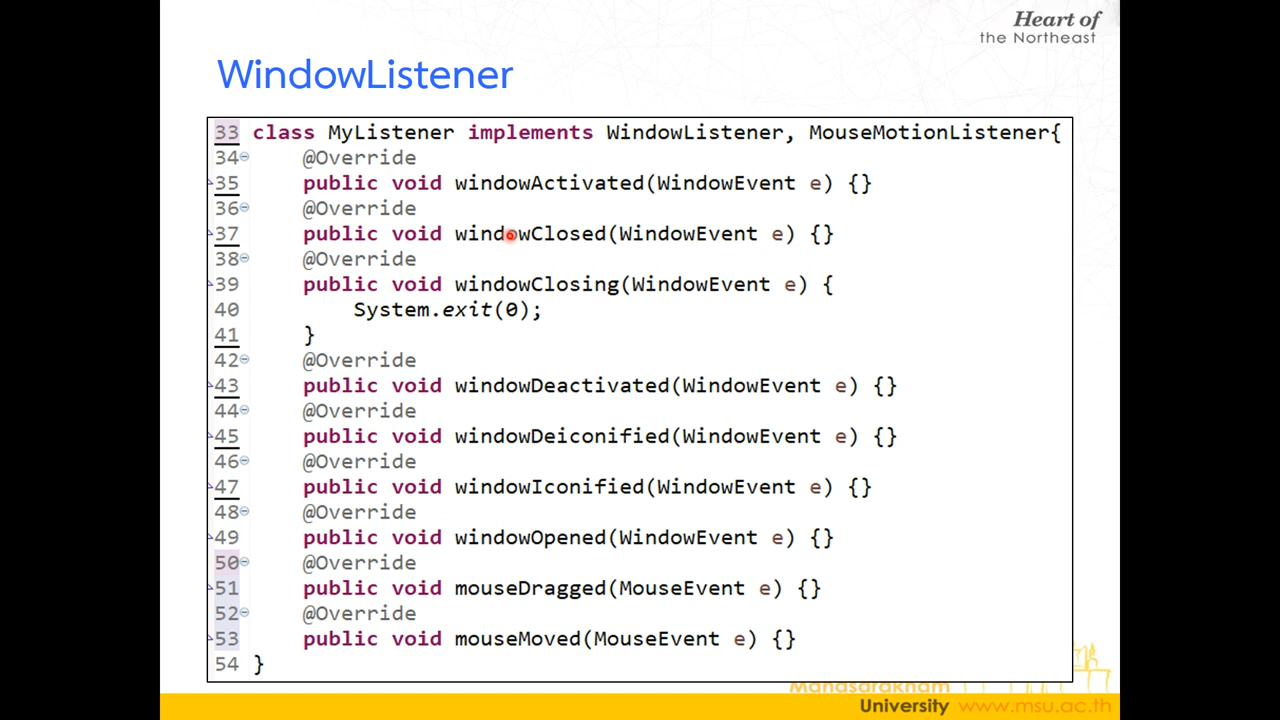 Heart of
the Northeast
WindowListener
33 class MyListener implements WindowListener, MouseMotionListener{
34 @Override
35 public void windowActivated(WindowEvent e) {}
36 @Override
37 public void windowClosed(WindowEvent e) {}
38 @Override
39 public void windowClosing(WindowEvent e) {
40 System.exit(0);
41 }
42 @Override
43 public void windowDeactivated(WindowEvent e) {}
44 @Override
45 public void windowDeiconified(WindowEvent e) {}
46 @Override
47 public void windowIconified(WindowEvent e) {}
48 @Override
49 public void windowOpened(WindowEvent e) {}
50 @Override
51 public void mouseDragged(MouseEvent e) {}
52 @Override
53 public void mouseMoved(MouseEvent e) {}
54 }
Mahasarakham
University www.msu.ac.th